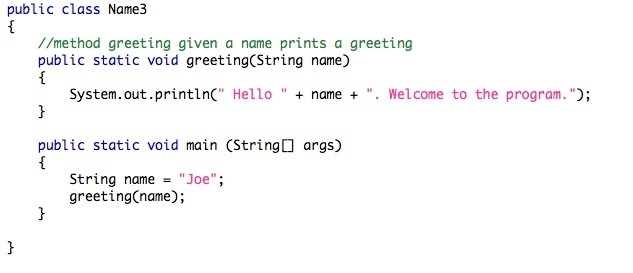 public class Name3
{
//method greeting given a name prints a greeting
public static void greeting(String name)
{
System.out.println(" Hello " + name + ". Welcome to the program.");
}
public static void main (String[] args)
{
String name = "Joe";
greeting(name);
}
}